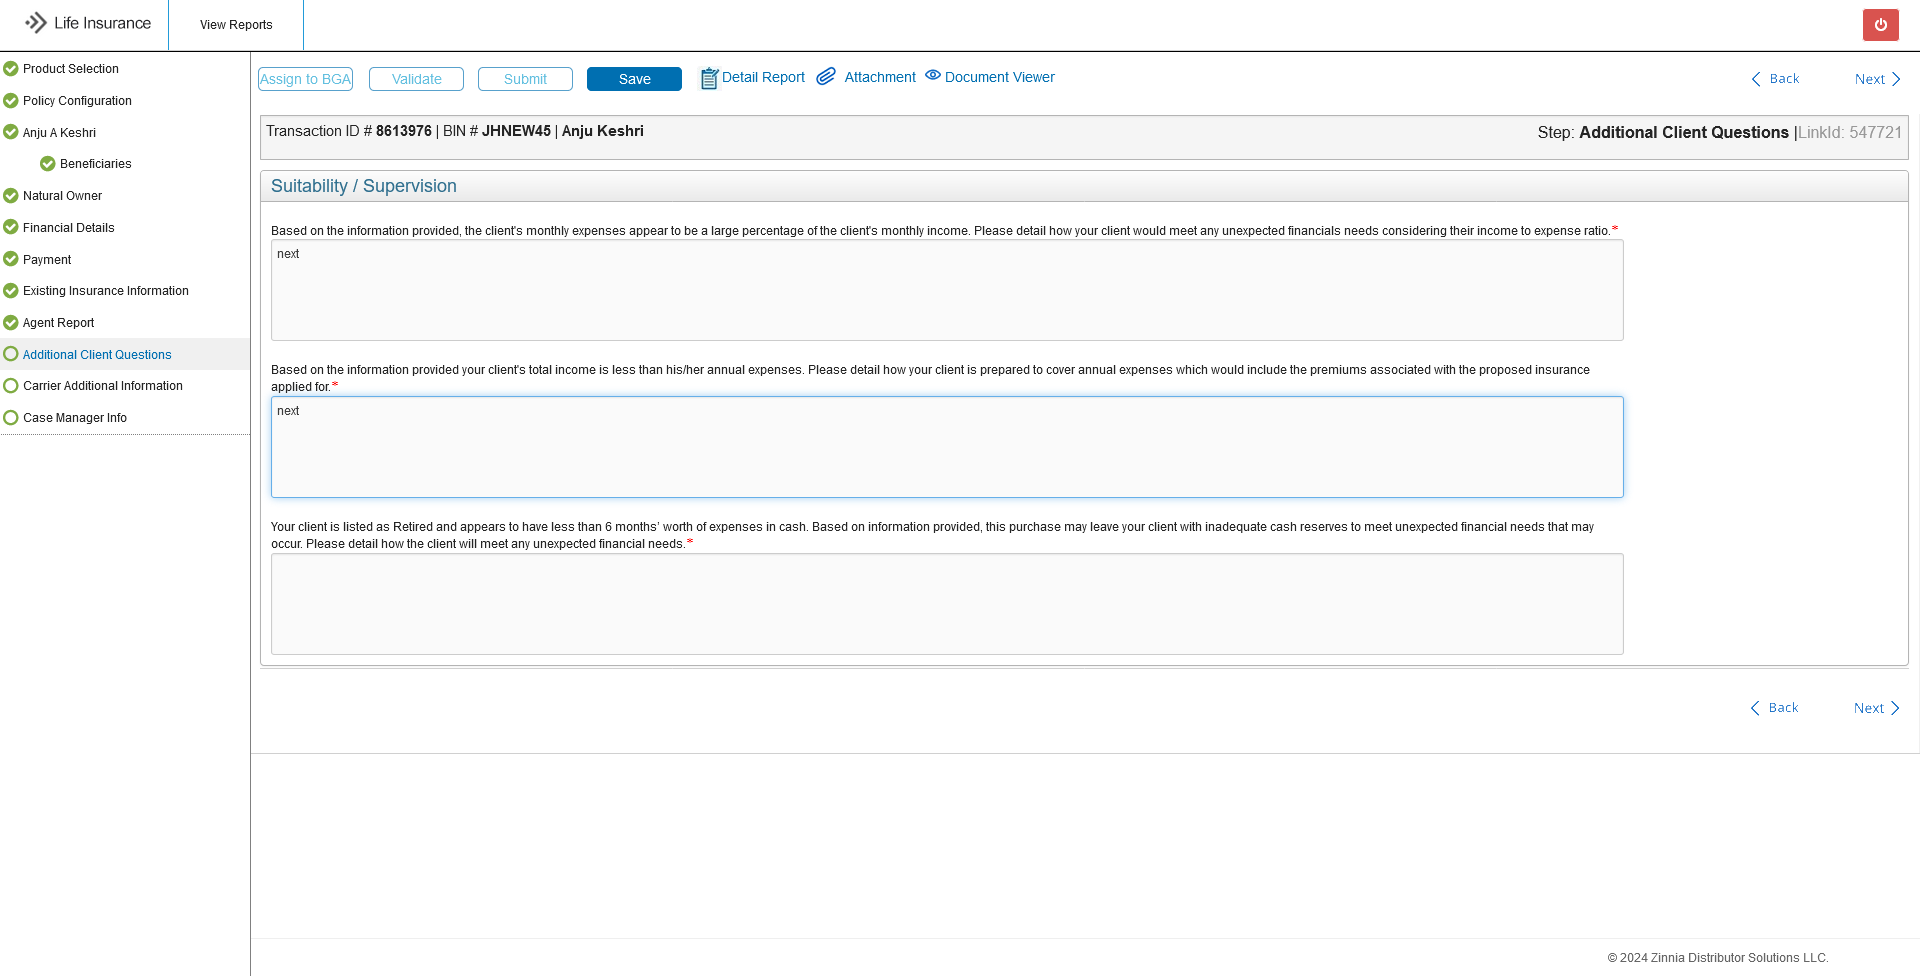 Life Insurance
View Reports
Product Selection
Policy Configuration
Anju A Keshri
Beneficiaries
Natural Owner
Financial Details
Payment
Existing Insurance Information
Agent Report
Additional Client Questions
Carrier Additional Information
Case Manager Info
Assign to BGA
Validate
Submit
Save
Detail Report
Attachment
Document Viewer
Back
Next
Transaction ID # 8613976 | BIN # JHNEW45 | Anju Keshri
Step: Additional Client Questions |LinkId: 547721
Suitability / Supervision
Based on the information provided, the client's monthly expenses appear to be a large percentage of the client's monthly income. Please detail how your client would meet any unexpected financials needs considering their income to expense ratio.*
next
Based on the information provided your client's total income is less than his/her annual expenses. Please detail how your client is prepared to cover annual expenses which would include the premiums associated with the proposed insurance
applied for.*
next
Your client is listed as Retired and appears to have less than 6 months’ worth of expenses in cash. Based on information provided, this purchase may leave your client with inadequate cash reserves to meet unexpected financial needs that may
occur. Please detail how the client will meet any unexpected financial needs.*
Back
Next
© 2024 Zinnia Distributor Solutions LLC.